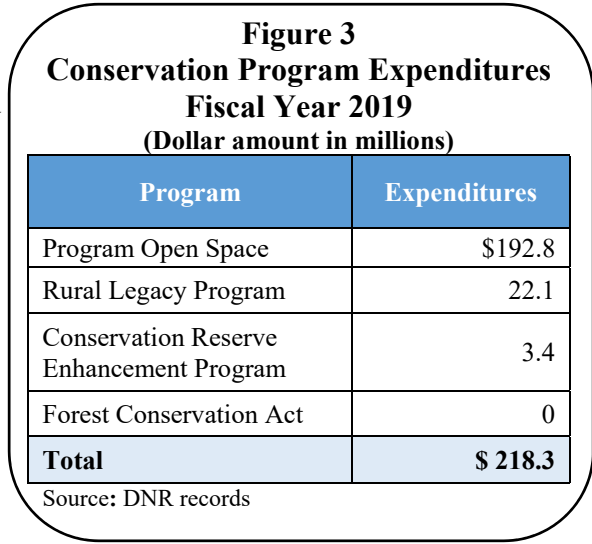 Figure 3
Conservation Program Expenditures
Fiscal Year 2019
(Dollar amount in millions)
Program Expenditures
Program Open Space $192.8
Rural Legacy Program 22.1
Conservation Reserve
Enhancement Program 3.4
Forest Conservation Act 0
Total $ 218.3
Source: DNR records